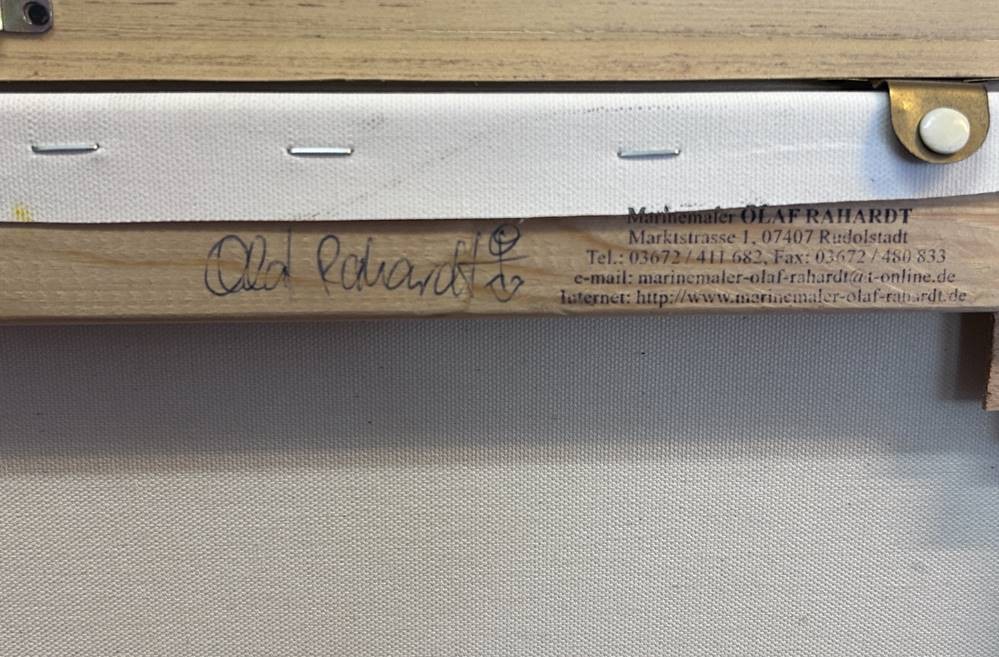 Marinemaler OLAF RAHARDT
Marktstrasse 1, 07407 Rudolstadt
Tel.: 03672 / 411 682, Fax: 03672 / 480 833
e-mail: marinemaler-olaf-rahardt@t-online.de
Internet: http://www.marinemaler-olaf-rahardt.de
Olaf Rahardt